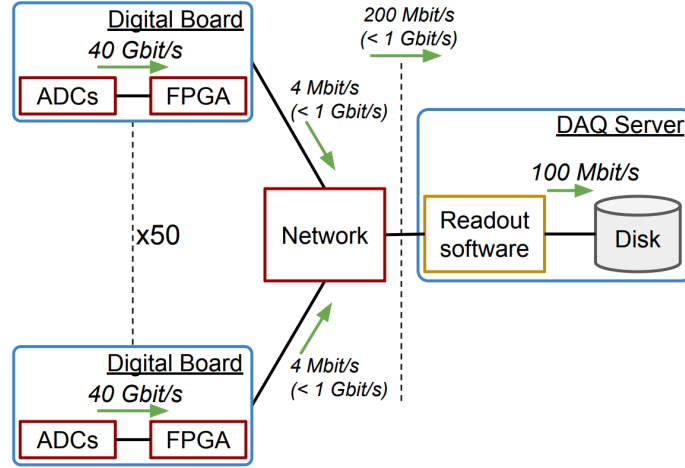 Digital Board
40 Gbit/s
ADCs
FPGA
200 Mbit/s
(< 1 Gbit/s)
4 Mbit/s
(< 1 Gbit/s)
DAQ Server
100 Mbit/s
Readout
software
Disk
Network
x50
Digital Board
40 Gbit/s
ADCs
FPGA
4 Mbit/s
(< 1 Gbit/s)